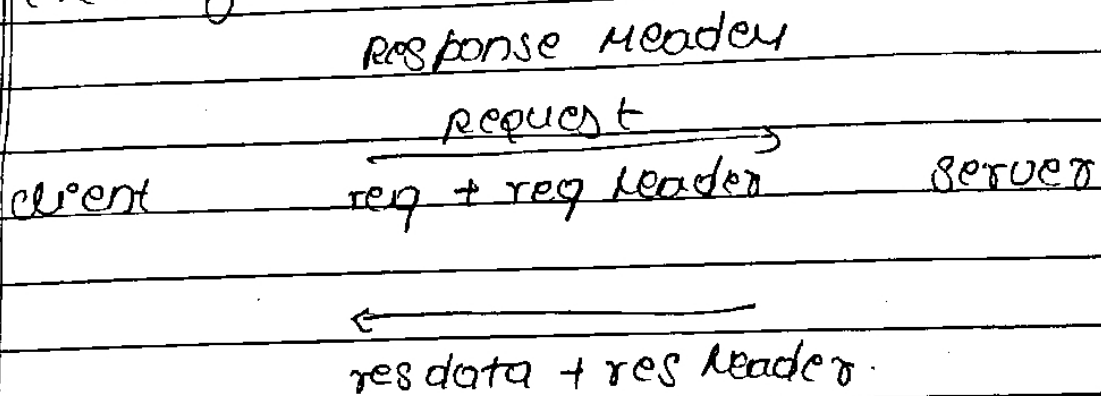 Response Header
Request
client req + req header server
res data + res header.